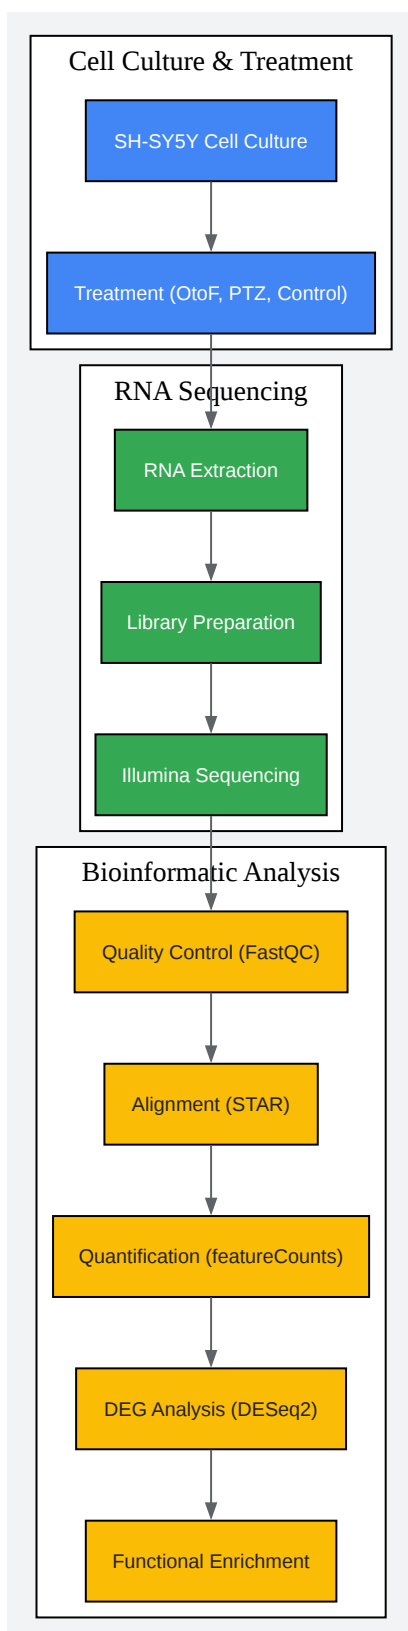 Cell Culture & Treatment
SH-SY5Y Cell Culture
Treatment (OtoF, PTZ, Control)
RNA Sequencing
RNA Extraction
Library Preparation
Illumina Sequencing
Bioinformatic Analysis
Quality Control (FastQC)
Alignment (STAR)
Quantification (featureCounts)
DEG Analysis (DESeq2)
Functional Enrichment